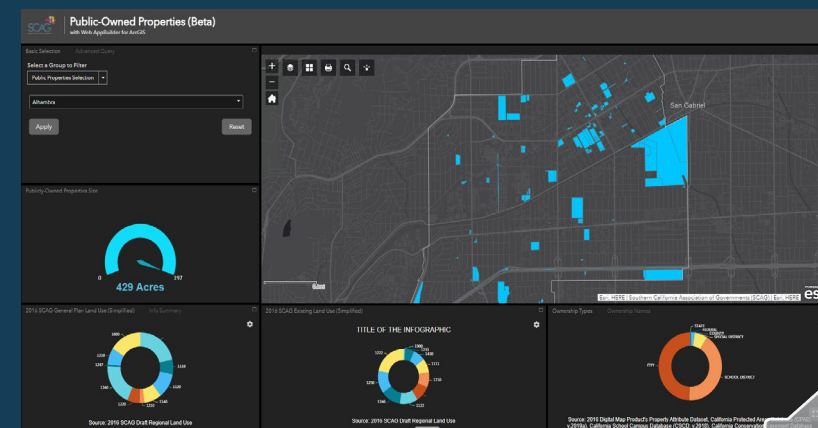 SCAG
Public-Owned Properties (Beta)
with Web AppBuilder for ArcGIS
Basic Selection Advanced Query
Select a Group to Filter
Public Properties Selection
Alhambra
Apply Reset
San Gabriel
Esri, HERE | Southern California Association of Governments (SCAG) | Esri, HERE
Publicly-Owned Properties Size
0 197
429 Acres
2016 SCAG General Plan Land Use (Simplified) Info Summary
Source: 2016 SCAG Draft Regional Land Use
2016 SCAG Existing Land Use (Simplified)
TITLE OF THE INFOGRAPHIC
Source: 2016 SCAG Draft Regional Land Use
Ownership Types Ownership Names
STATE
FEDERAL
COUNTY
SPECIAL DISTRICT
CITY
SCHOOL DISTRICT
Source: 2016 Digital Map Product's Property Attribute Dataset, California Protected Areas
v.2019a), California School Campus Database (CSCD, v.2018), California Conservation